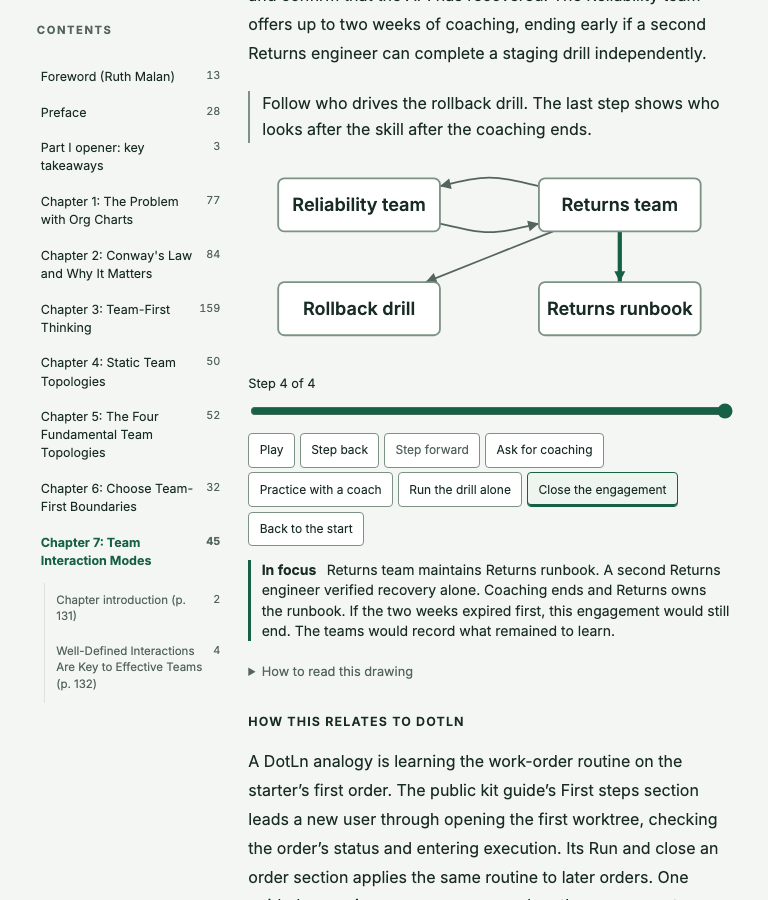 CONTENTS
Foreword (Ruth Malan) 13
Preface 28
Part I opener: key 3
takeaways
Chapter 1: The Problem 77
with Org Charts
Chapter 2: Conway's Law 84
and Why It Matters
Chapter 3: Team-First 159
Thinking
Chapter 4: Static Team 50
Topologies
Chapter 5: The Four 52
Fundamental Team
Topologies
Chapter 6: Choose Team- 32
First Boundaries
Chapter 7: Team 45
Interaction Modes
Chapter introduction (p. 2
131)
Well-Defined Interactions 4
Are Key to Effective Teams
(p. 132)
offers up to two weeks of coaching, ending early if a second
Returns engineer can complete a staging drill independently.
Follow who drives the rollback drill. The last step shows who
looks after the skill after the coaching ends.
Reliability team
Returns team
Rollback drill
Returns runbook
Step 4 of 4
Play
Step back
Step forward
Ask for coaching
Practice with a coach
Run the drill alone
Close the engagement
Back to the start
In focus Returns team maintains Returns runbook. A second Returns
engineer verified recovery alone. Coaching ends and Returns owns
the runbook. If the two weeks expired first, this engagement would still
end. The teams would record what remained to learn.
How to read this drawing
HOW THIS RELATES TO DOTLN
A DotLn analogy is learning the work-order routine on the
starter’s first order. The public kit guide’s First steps section
leads a new user through opening the first worktree, checking
the order’s status and entering execution. Its Run and close an
order section applies the same routine to later orders. One